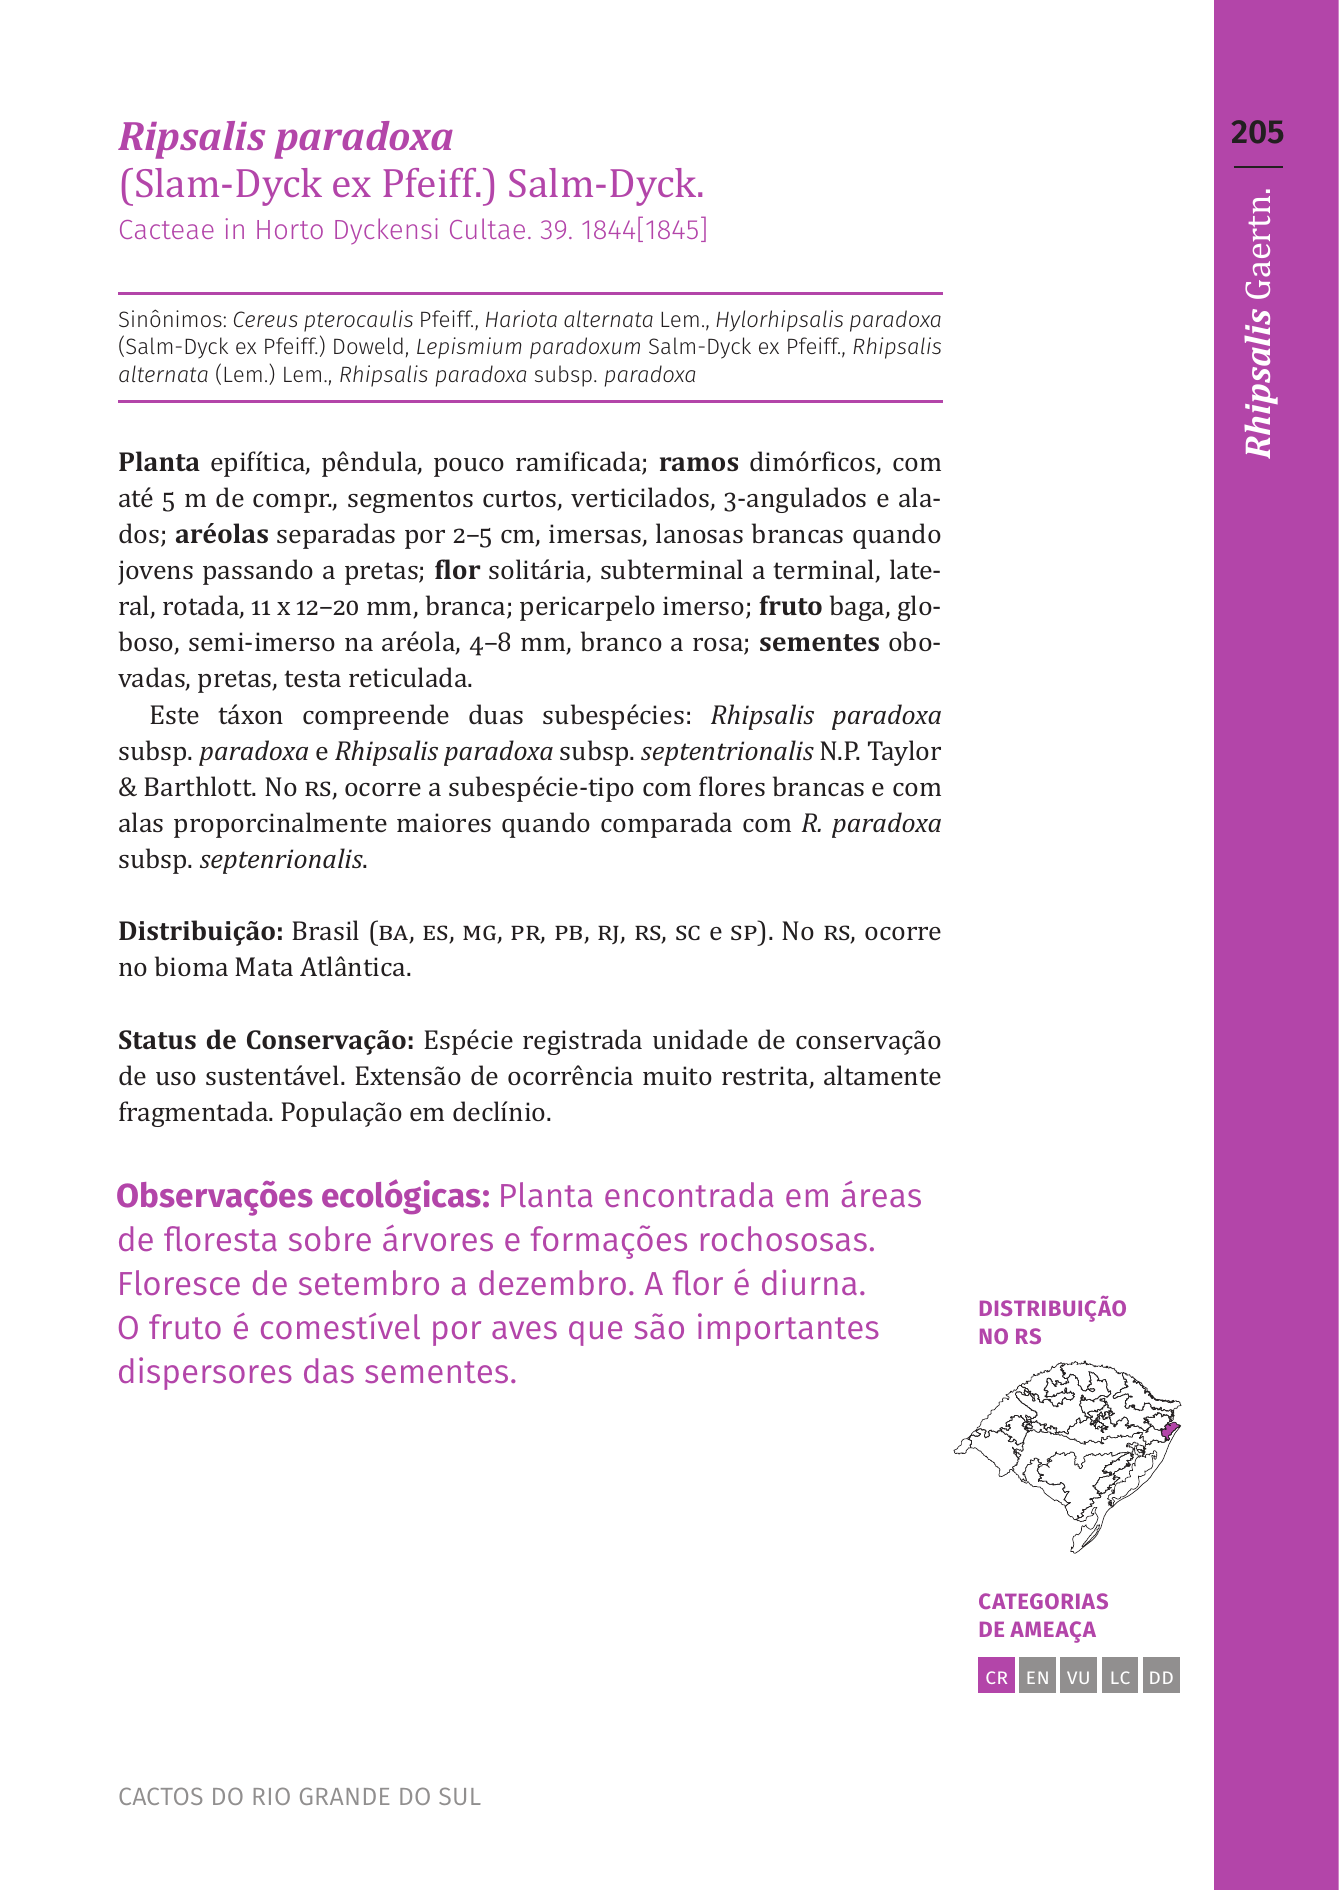 Ripsalis paradoxa
(Slam-Dyck ex Pfeiff.) Salm-Dyck.
Cacteae in Horto Dyckensi Cultae. 39. 1844[1845]
Sinônimos: Cereus pterocaulis Pfeiff., Hariota alternata Lem., Hylorhipsalis paradoxa
(Salm-Dyck ex Pfeiff.) Doweld, Lepismium paradoxum Salm-Dyck ex Pfeiff., Rhipsalis
alternata (Lem.) Lem., Rhipsalis paradoxa subsp. paradoxa
Planta epifítica, pêndula, pouco ramificada; ramos dimórficos, com
até 5 m de compr., segmentos curtos, verticilados, 3-angulados e ala-
dos; aréolas separadas por 2–5 cm, imersas, lanosas brancas quando
jovens passando a pretas; flor solitária, subterminal a terminal, late-
ral, rotada, 11 x 12–20 mm, branca; pericarpelo imerso; fruto baga, glo-
boso, semi-imerso na aréola, 4–8 mm, branco a rosa; sementes obo-
vadas, pretas, testa reticulada.
Este táxon compreende duas subespécies: Rhipsalis paradoxa
subsp. paradoxa e Rhipsalis paradoxa subsp. septentrionalis N.P. Taylor
& Barthlott. No RS, ocorre a subespécie-tipo com flores brancas e com
alas proporcinalmente maiores quando comparada com R. paradoxa
subsp. septenrionalis.
Distribuição: Brasil (BA, ES, MG, PR, PB, RJ, RS, SC e SP). No RS, ocorre
no bioma Mata Atlântica.
Status de Conservação: Espécie registrada unidade de conservação
de uso sustentável. Extensão de ocorrência muito restrita, altamente
fragmentada. População em declínio.
Observações ecológicas: Planta encontrada em áreas
de floresta sobre árvores e formações rochososas.
Floresce de setembro a dezembro. A flor é diurna.
O fruto é comestível por aves que são importantes
dispersores das sementes.
DISTRIBUIÇÃO
NO RS
CATEGORIAS
DE AMEAÇA
CR EN VU LC DD
CACTOS DO RIO GRANDE DO SUL
205
Rhipsalis Gaertn.